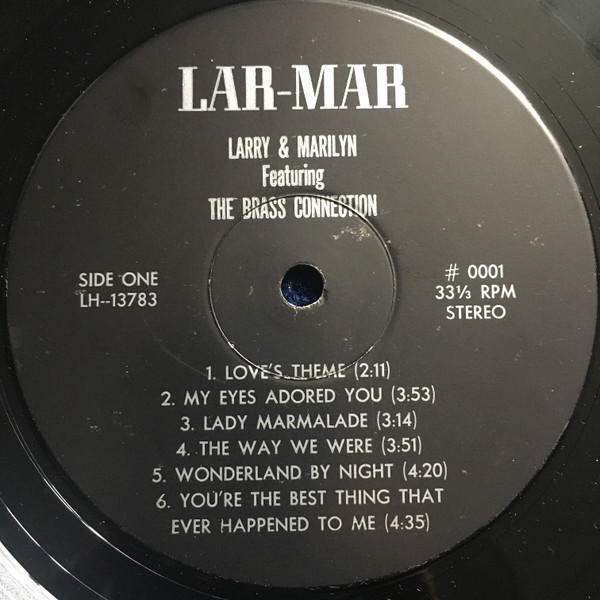 LAR-MAR
LARRY & MARILYN
Featuring
THE BRASS CONNECTION
SIDE ONE
LH--13783
# 0001
33⅓ RPM
STEREO
1. LOVE'S THEME (2:11)
2. MY EYES ADORED YOU (3:53)
3. LADY MARMALADE (3:14)
4. THE WAY WE WERE (3:51)
5. WONDERLAND BY NIGHT (4:20)
6. YOU'RE THE BEST THING THAT
EVER HAPPENED TO ME (4:35)